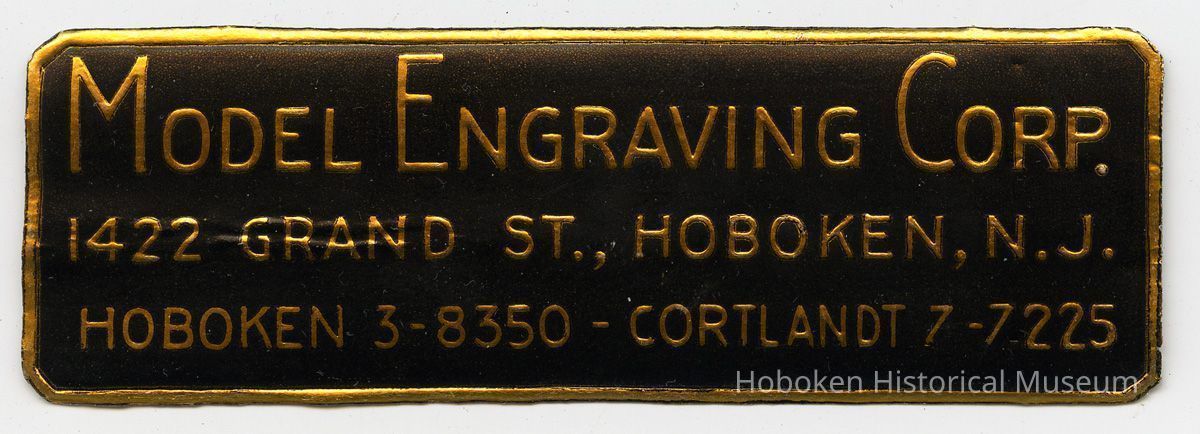 MODEL ENGRAVING CORP.
1422 GRAND ST., HOBOKEN, N.J.
HOBOKEN 3-8350 - CORTLANDT 7-7225
Hoboken Historical Museum